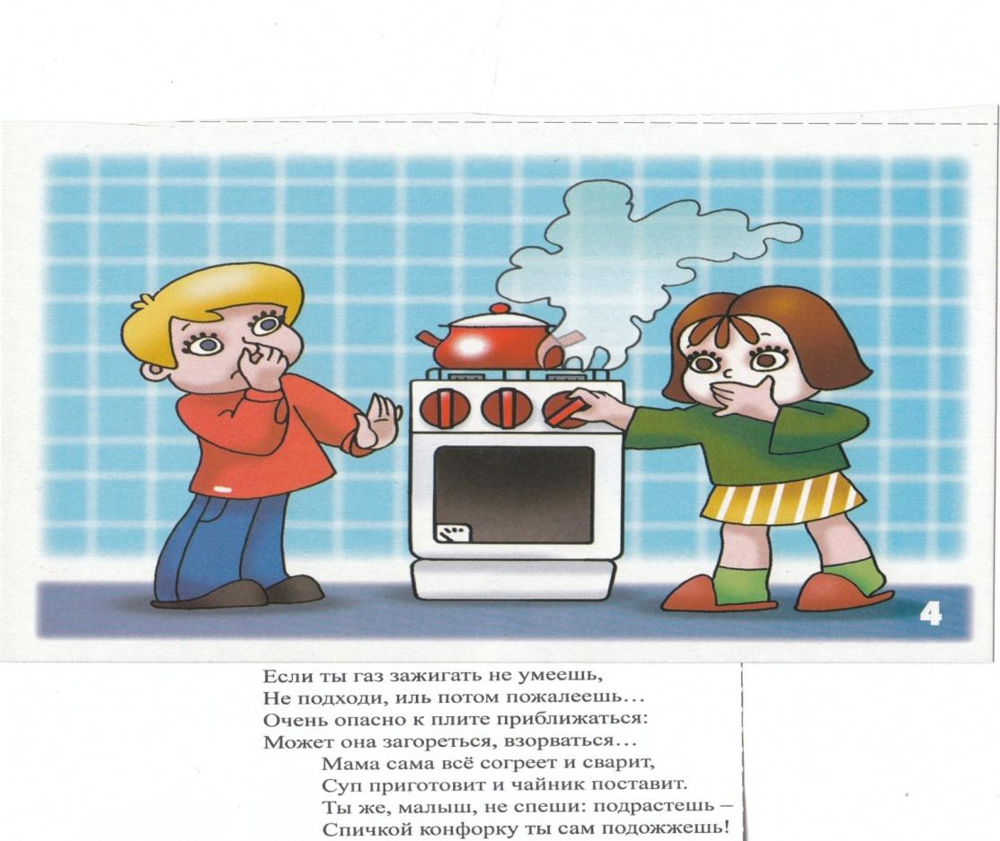 4
Если ты газ зажигать не умеешь,
Не подходи, иль потом пожалеешь…
Очень опасно к плите приближаться:
Может она загореться, взорваться…
Мама сама всё согреет и сварит,
Суп приготовит и чайник поставит.
Ты же, малыш, не спеши: подрастешь –
Спичкой конфорку ты сам подожжешь!